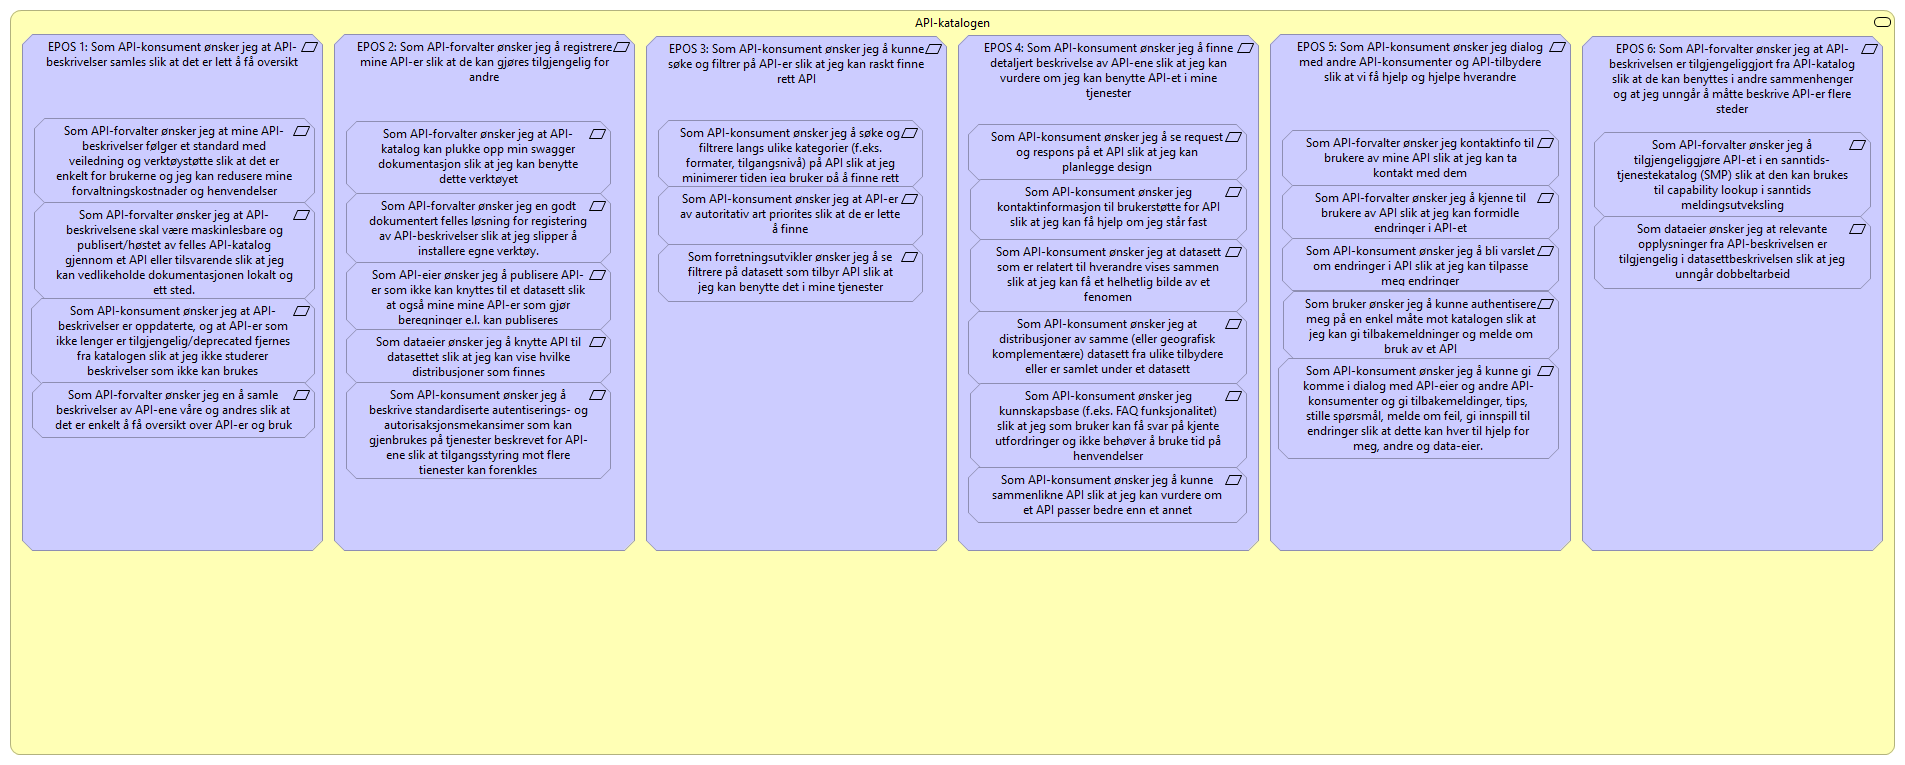 API-katalogen
EPOS 1: Som API-konsument ønsker jeg at API-
beskrivelser samles slik at det er lett å få oversikt
Som API-forvalter ønsker jeg at mine API-
beskrivelser følger et standard med
veiledning og verktøystøtte slik at det er
enkelt for brukerne og jeg kan redusere mine
forvaltningskostnader og henvendelser
Som API-forvalter ønsker jeg at API-
beskrivelsene skal være maskinlesbare og
publisert/høstet av felles API-katalog
gjennom et API eller tilsvarende slik at jeg
kan vedlikeholde dokumentasjonen lokalt og
ett sted.
Som API-konsument ønsker jeg at API-
beskrivelser er oppdaterte, og at API-er som
ikke lenger er tilgjengelig/deprecated fjernes
fra katalogen slik at jeg ikke studerer
beskrivelser som ikke kan brukes
Som API-forvalter ønsker jeg en å samle
beskrivelser av API-ene våre og andres slik at
det er enkelt å få oversikt over API-er og bruk
EPOS 2: Som API-forvalter ønsker jeg å registrere
mine API-er slik at de kan gjøres tilgjengelig for
andre
Som API-forvalter ønsker jeg at API-
katalog kan plukke opp min swagger
dokumentasjon slik at jeg kan benytte
dette verktøyet
Som API-forvalter ønsker jeg en godt
dokumentert felles løsning for registering
av API-beskrivelser slik at jeg slipper å
installere egne verktøy.
Som API-eier ønsker jeg å publisere API-
er som ikke kan knyttes til et datasett slik
at også mine mine API-er som gjør
beregninger e.l. kan publiseres
Som dataeier ønsker jeg å knytte API til
datasettet slik at jeg kan vise hvilke
distribusjoner som finnes
Som API-konsument ønsker jeg å
beskrive standardiserte autentiserings- og
autorisaksjonsmekansimer som kan
gjenbrukes på tjenester beskrevet for API-
ene slik at tilgangsstyring mot flere
tjenester kan forenkles
EPOS 3: Som API-konsument ønsker jeg å kunne
søke og filtrer på API-er slik at jeg kan raskt finne
rett API
Som API-konsument ønsker jeg å søke og
filtrere langs ulike kategorier (f.eks.
formater, tilgangsnivå) på API slik at jeg
minimerer tiden jeg bruker på å finne rett
Som API-konsument ønsker jeg at API-er
av autoritativ art priorites slik at de er lette
å finne
Som forretningsutvikler ønsker jeg å se
filtrere på datasett som tilbyr API slik at
jeg kan benytte det i mine tjenester
EPOS 4: Som API-konsument ønsker jeg å finne
detaljert beskrivelse av API-ene slik at jeg kan
vurdere om jeg kan benytte API-et i mine
tjenester
Som API-konsument ønsker jeg å se request
og respons på et API slik at jeg kan
planlegge design
Som API-konsument ønsker jeg
kontaktinformasjon til brukerstøtte for API
slik at jeg kan få hjelp om jeg står fast
Som API-konsument ønsker jeg at datasett
som er relatert til hverandre vises sammen
slik at jeg kan få et helhetlig bilde av et
fenomen
Som API-konsument ønsker jeg at
distribusjoner av samme (eller geografisk
komplementære) datasett fra ulike tilbydere
eller er samlet under et datasett
Som API-konsument ønsker jeg
kunnskapsbase (f.eks. FAQ funksjonalitet)
slik at jeg som bruker kan få svar på kjente
utfordringer og ikke behøver å bruke tid på
henvendelser
Som API-konsument ønsker jeg å kunne
sammenlikne API slik at jeg kan vurdere om
et API passer bedre enn et annet
EPOS 5: Som API-konsument ønsker jeg dialog
med andre API-konsumenter og API-tilbydere
slik at vi få hjelp og hjelpe hverandre
Som API-forvalter ønsker jeg kontaktinfo til
brukere av mine API slik at jeg kan ta
kontakt med dem
Som API-forvalter ønsker jeg å kjenne til
brukere av API slik at jeg kan formidle
endringer i API-et
Som API-konsument ønsker jeg å bli varslet
om endringer i API slik at jeg kan tilpasse
meg endringer
Som bruker ønsker jeg å kunne authentisere
meg på en enkel måte mot katalogen slik at
jeg kan gi tilbakemeldninger og melde om
bruk av et API
Som API-konsument ønsker jeg å kunne gi
komme i dialog med API-eier og andre API-
konsumenter og gi tilbakemeldinger, tips,
stille spørsmål, melde om feil, gi innspill til
endringer slik at dette kan hver til hjelp for
meg, andre og data-eier.
EPOS 6: Som API-forvalter ønsker jeg at API-
beskrivelsen er tilgjengeliggjort fra API-katalog
slik at de kan benyttes i andre sammenhenger
og at jeg unngår å måtte beskrive API-er flere
steder
Som API-forvalter ønsker jeg å
tilgjengeliggjøre API-et i en sanntids-
tjenestekatalog (SMP) slik at den kan brukes
til capability lookup i sanntids
meldingsutveksling
Som dataeier ønsker jeg at relevante
opplysninger fra API-beskrivelsen er
tilgjengelig i datasettbeskrivelsen slik at jeg
unngår dobbeltarbeid